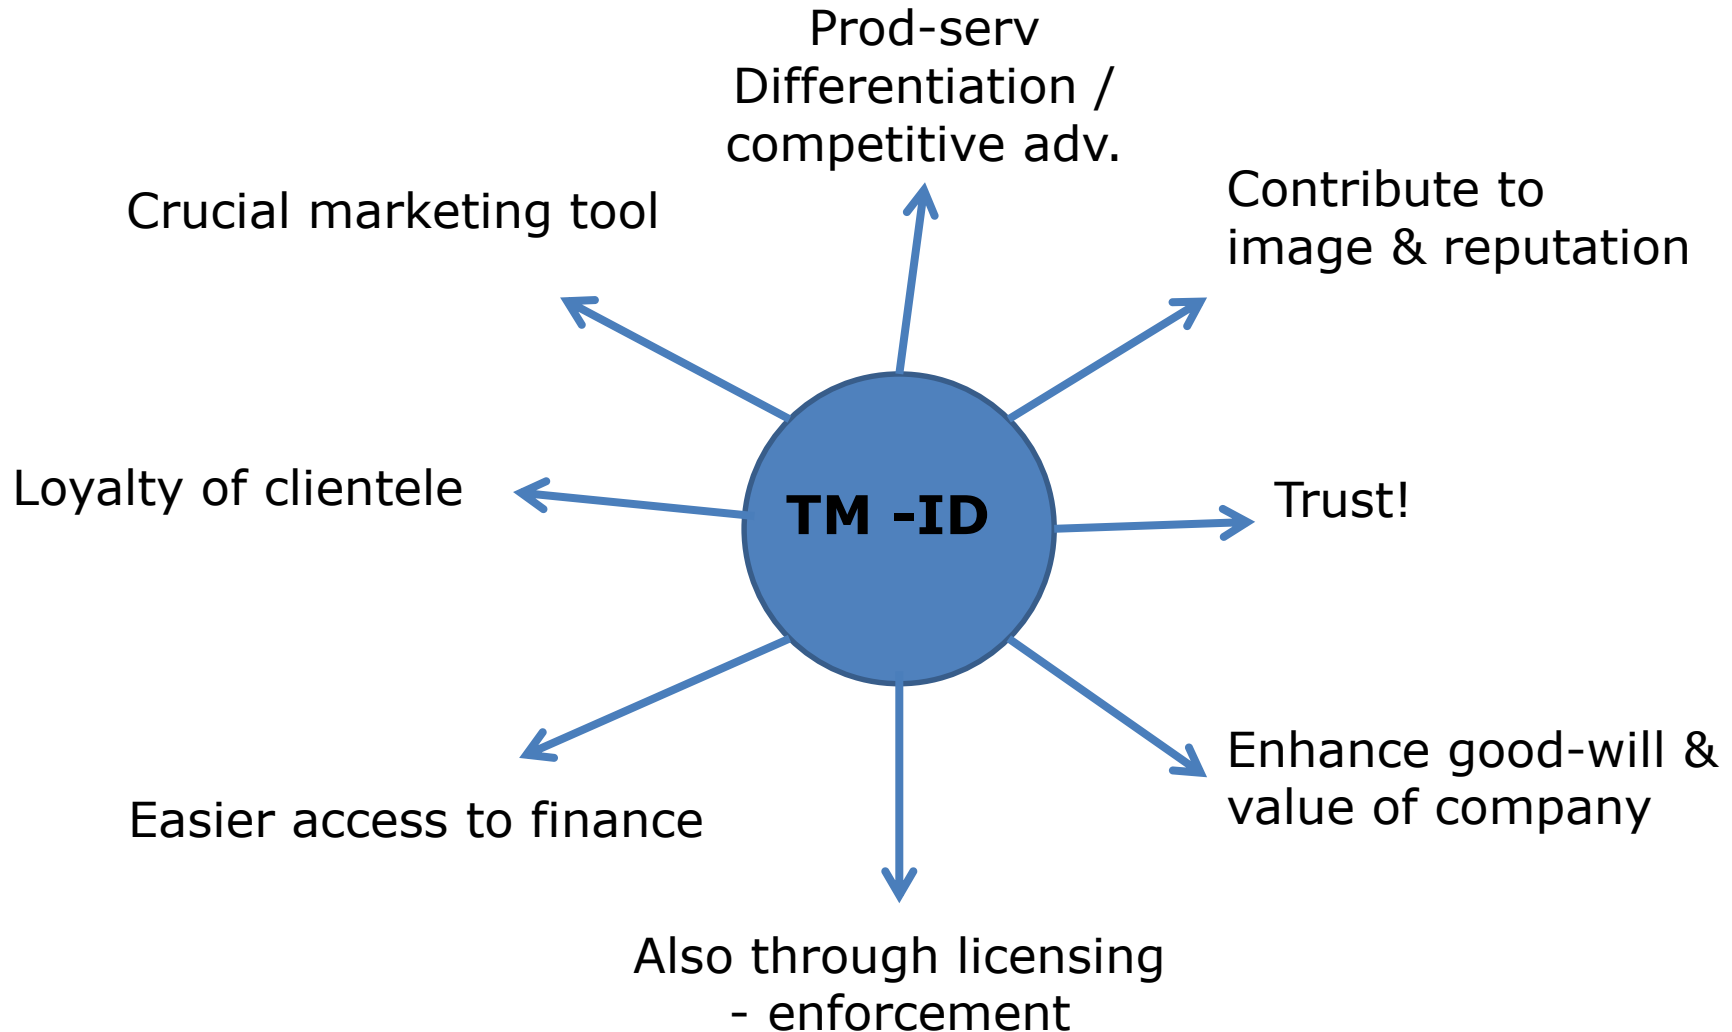 Prod-serv
Differentiation /
competitive adv.
Crucial marketing tool
Contribute to
image & reputation
Loyalty of clientele
TM -ID
Trust!
Easier access to finance
Enhance good-will &
value of company
Also through licensing
- enforcement